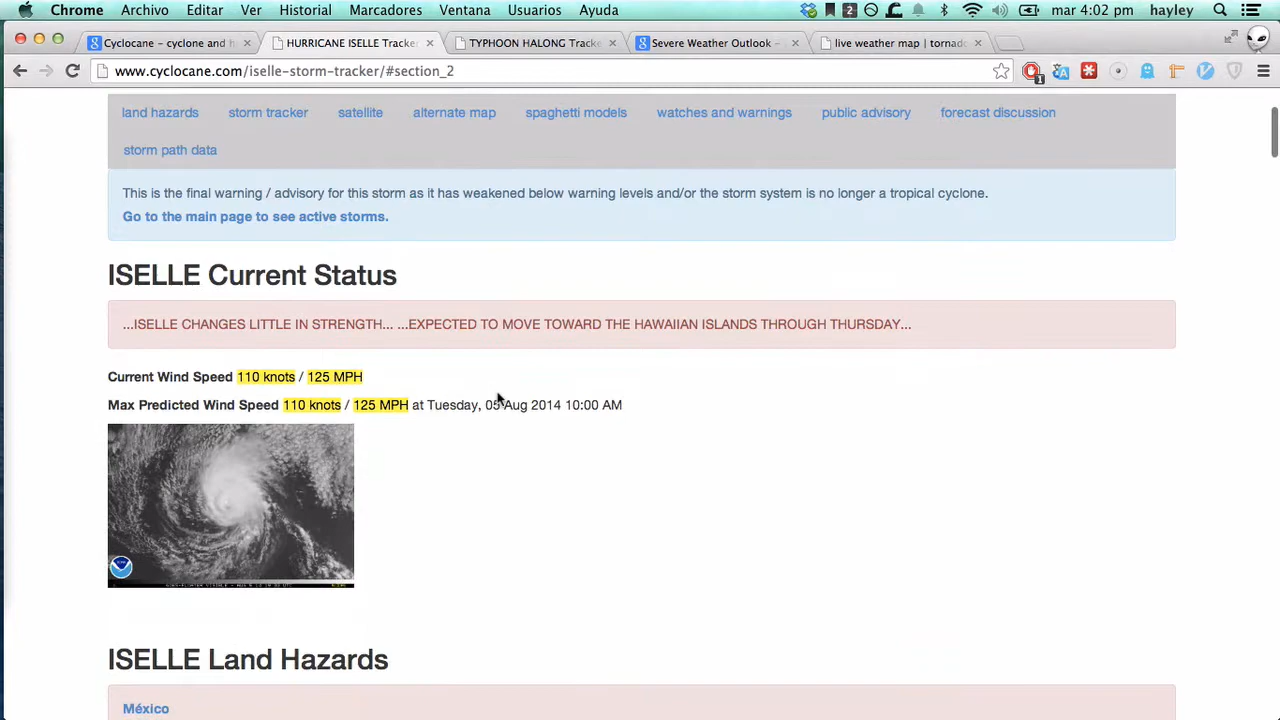 Chrome Archivo Editar Ver Historial Marcadores Ventana Usuarios Ayuda 2 mar 4:02 pm hayley
Cyclocane – cyclone and h HURRICANE ISELLE Tracke TYPHOON HALONG Tracke Severe Weather Outlook – live weather map | tornad
www.cyclocane.com/iselle-storm-tracker/#section_2 1
land hazards storm tracker satellite alternate map spaghetti models watches and warnings public advisory forecast discussion
storm path data
This is the final warning / advisory for this storm as it has weakened below warning levels and/or the storm system is no longer a tropical cyclone.
Go to the main page to see active storms.
ISELLE Current Status
...ISELLE CHANGES LITTLE IN STRENGTH... ...EXPECTED TO MOVE TOWARD THE HAWAIIAN ISLANDS THROUGH THURSDAY...
Current Wind Speed 110 knots / 125 MPH
Max Predicted Wind Speed 110 knots / 125 MPH at Tuesday, 05 Aug 2014 10:00 AM
ISELLE Land Hazards
México